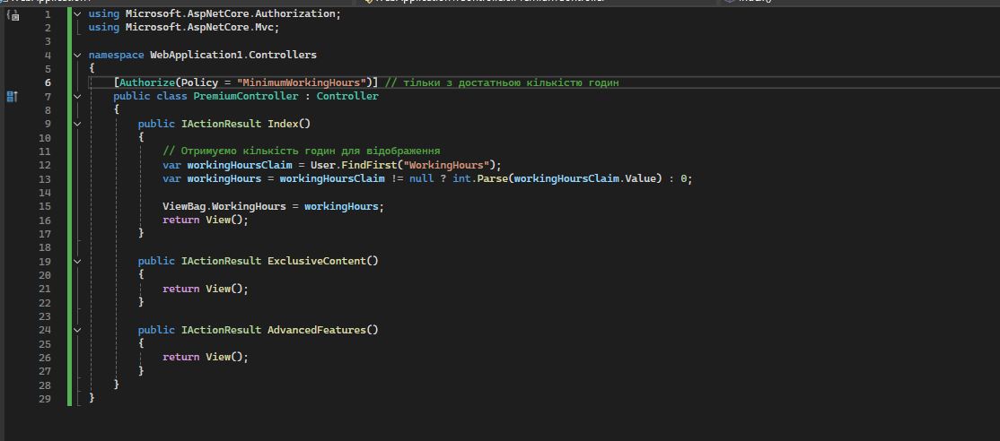 1 using Microsoft.AspNetCore.Authorization;
2 using Microsoft.AspNetCore.Mvc;
3
4 namespace WebApplication1.Controllers
5 {
6 [Authorize(Policy = "MinimumWorkingHours")] // тільки з достатньою кількістю годин
7 public class PremiumController : Controller
8 {
9 public IActionResult Index()
10 {
11 // Отримуємо кількість годин для відображення
12 var workingHoursClaim = User.FindFirst("WorkingHours");
13 var workingHours = workingHoursClaim != null ? int.Parse(workingHoursClaim.Value) : 0;
14
15 ViewBag.WorkingHours = workingHours;
16 return View();
17 }
18
19 public IActionResult ExclusiveContent()
20 {
21 return View();
22 }
23
24 public IActionResult AdvancedFeatures()
25 {
26 return View();
27 }
28 }
29 }